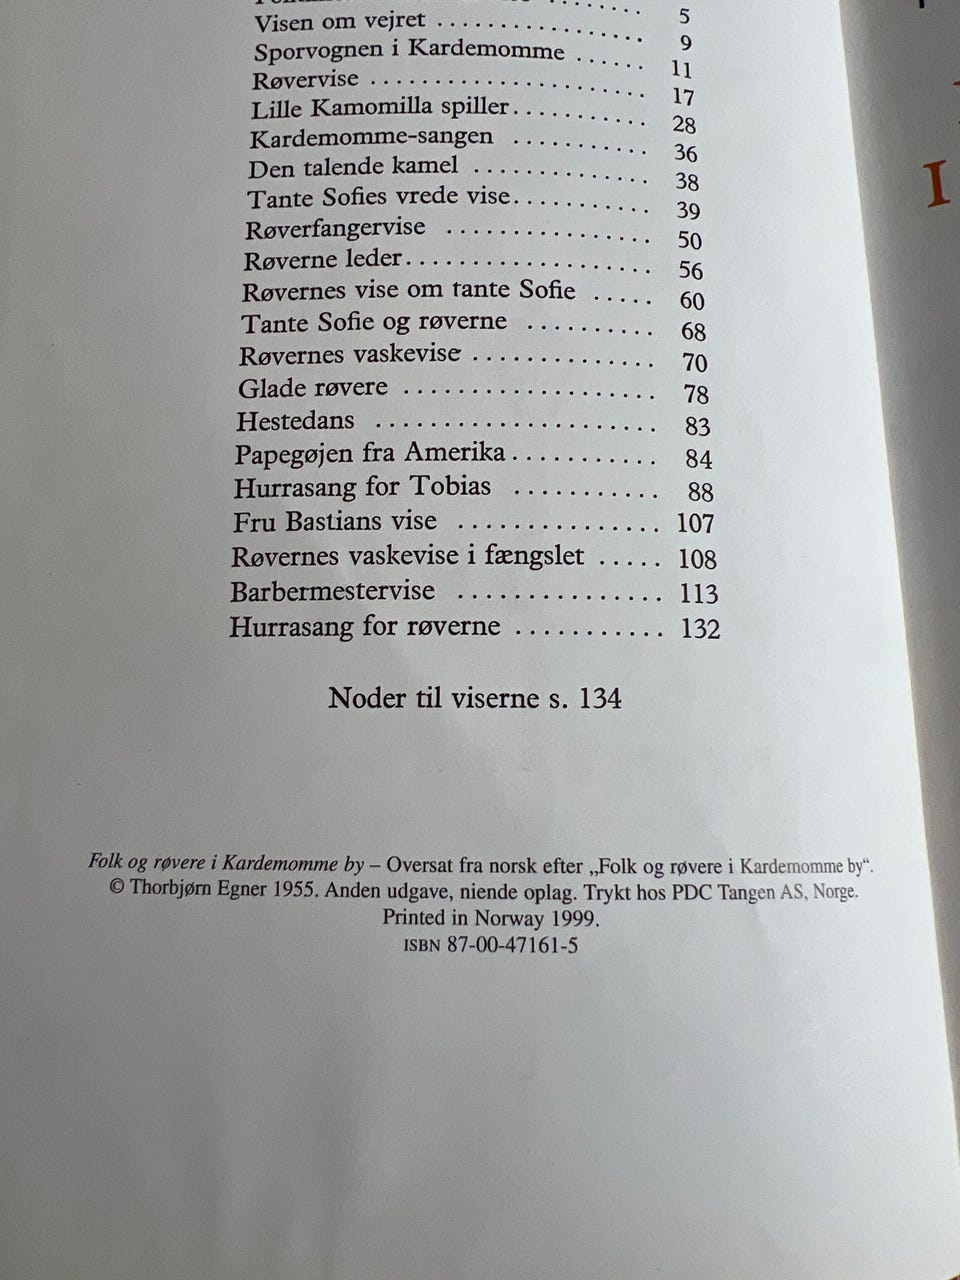 5
Visen om vejret ................ 9
Sporvognen i Kardemomme ...... 11
Røvervise ..................... 17
Lille Kamomilla spiller........... 28
Kardemomme-sangen ........... 36
Den talende kamel .............. 38
Tante Sofies vrede vise........... 39
Røverfangervise ................ 50
Røverne leder................... 56
Røvernes vise om tante Sofie ..... 60
Tante Sofie og røverne .......... 68
Røvernes vaskevise .............. 70
Glade røvere ................... 78
Hestedans ..................... 83
Papegøjen fra Amerika........... 84
Hurrasang for Tobias ........... 88
Fru Bastians vise ............... 107
Røvernes vaskevise i fængslet ..... 108
Barbermestervise ............... 113
Hurrasang for røverne ........... 132
Noder til viserne s. 134
Folk og røvere i Kardemomme by – Oversat fra norsk efter „Folk og røvere i Kardemomme by“.
© Thorbjørn Egner 1955. Anden udgave, niende oplag. Trykt hos PDC Tangen AS, Norge.
Printed in Norway 1999.
ISBN 87-00-47161-5